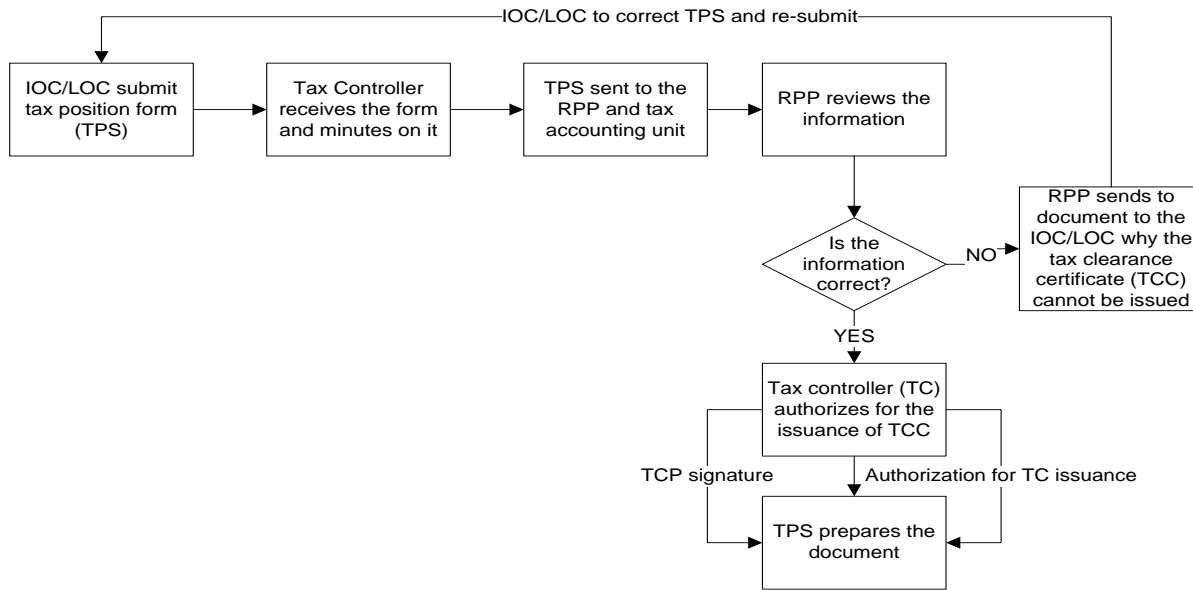 IOC/LOC to correct TPS and re-submit
IOC/LOC submit
tax position form
(TPS)
Tax Controller
receives the form
and minutes on it
TPS sent to the
RPP and tax
accounting unit
RPP reviews the
information
RPP sends to
document to the
IOC/LOC why the
tax clearance
certificate (TCC)
cannot be issued
Is the
information
correct?
NO
YES
Tax controller (TC)
authorizes for the
issuance of TCC
TCP signature
Authorization for TC issuance
TPS prepares the
document